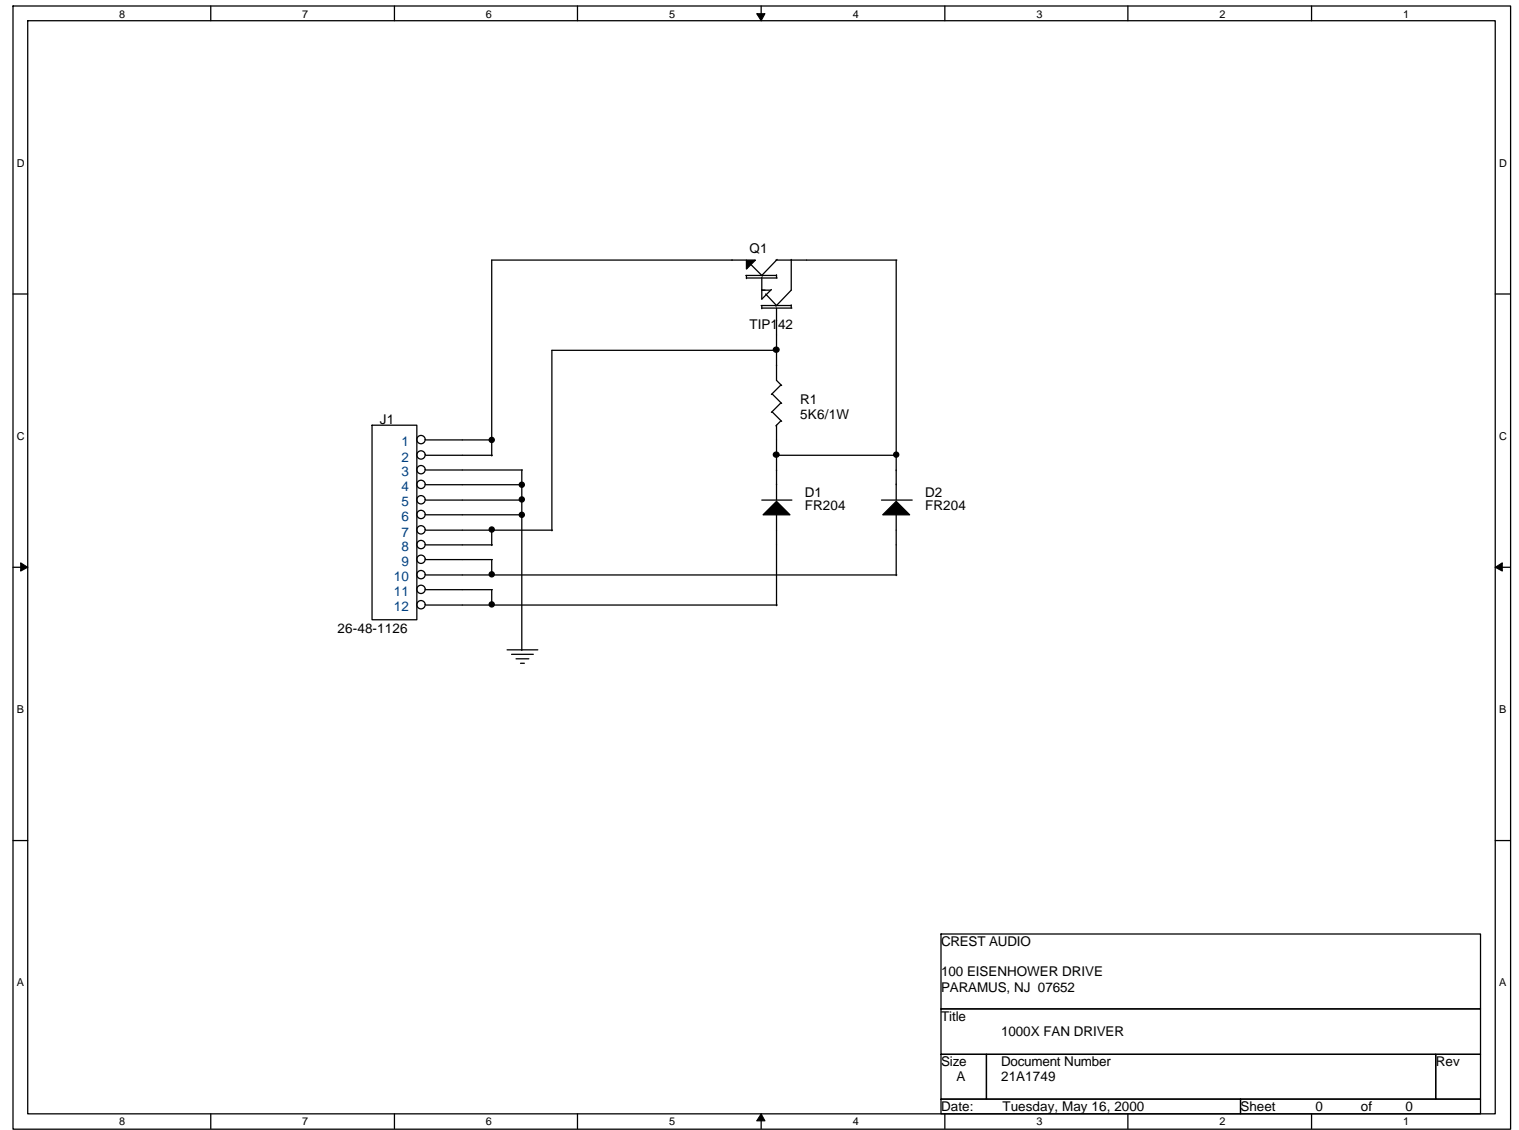 8 7 6 5 4 3 2 1
D D
Q1
TIP142
R1
5K6/1W
J1
C C
1
2
3
4
5
6
7
8
9
10
11
12
D1
FR204
D2
FR204
26-48-1126
B B
CREST AUDIO
100 EISENHOWER DRIVE
PARAMUS, NJ 07652
A A
Title
1000X FAN DRIVER
Size Document Number Rev
A 21A1749
Date: Tuesday, May 16, 2000 Sheet 0 of 0
8 7 6 5 4 3 2 1